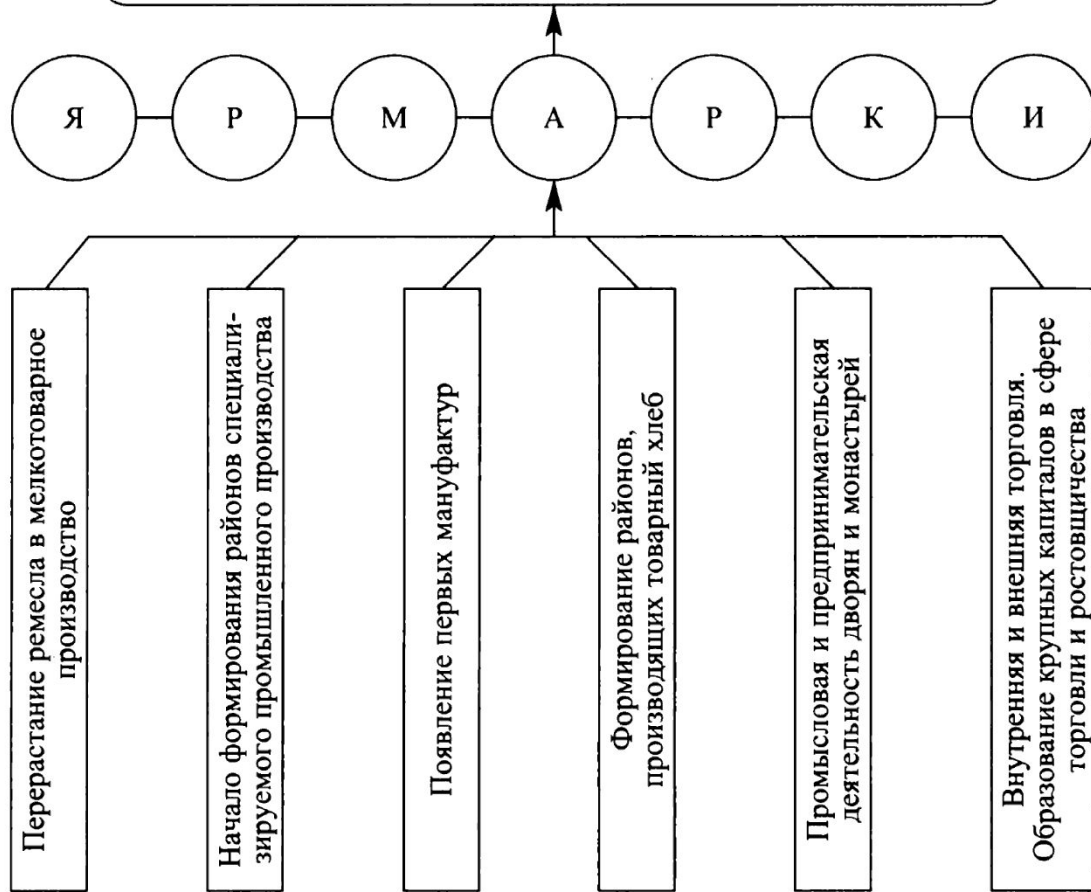 Я
Р
М
А
Р
К
И
Перерастание ремесла в мелкотоварное
производство
Начало формирования районов специали-
зируемого промышленного производства
Появление первых мануфактур
Формирование районов,
производящих товарный хлеб
Промысловая и предпринимательская
деятельность дворян и монастырей
Внутренняя и внешняя торговля.
Образование крупных капиталов в сфере
торговли и ростовщичества